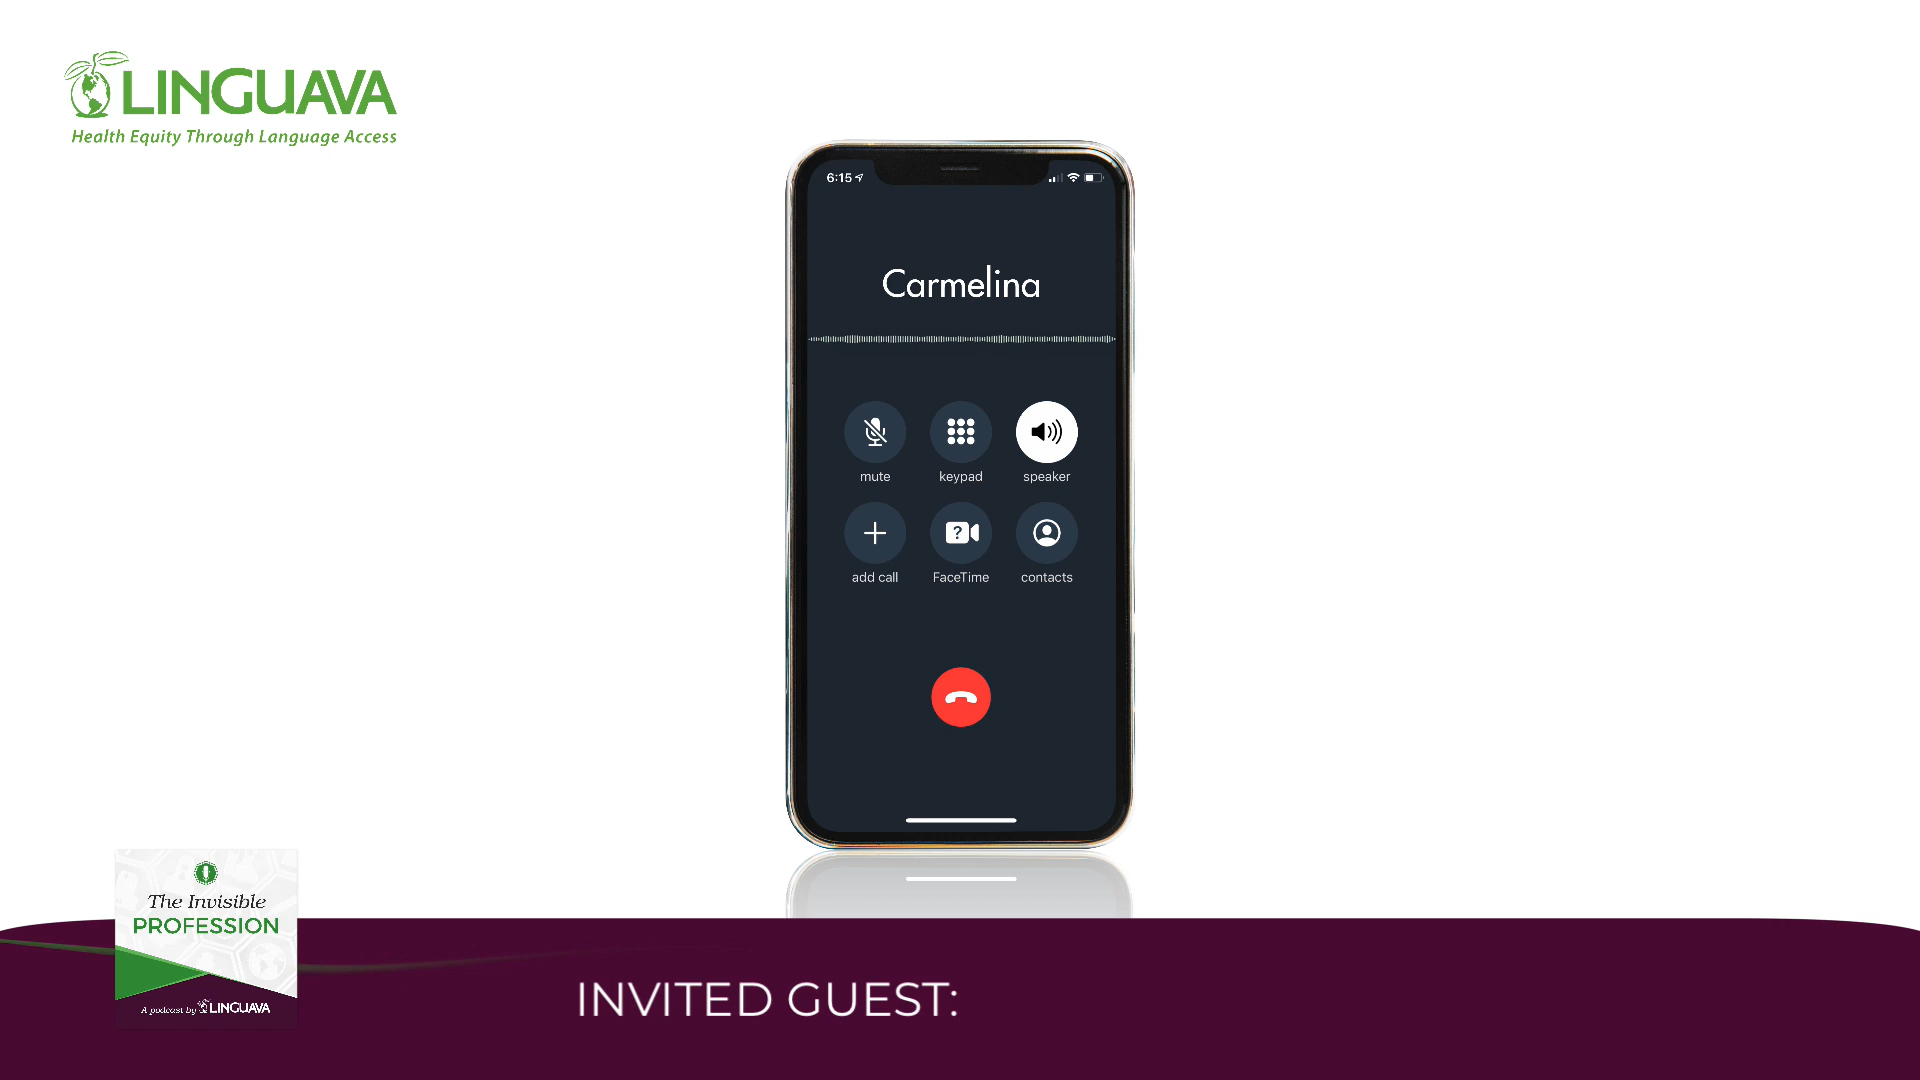 LINGUAVA
Health Equity Through Language Access
6:15
Carmelina
mute
keypad
speaker
?
add call
FaceTime
contacts
The Invisible
PROFESSION
A podcast by LINGUAVA
INVITED GUEST: